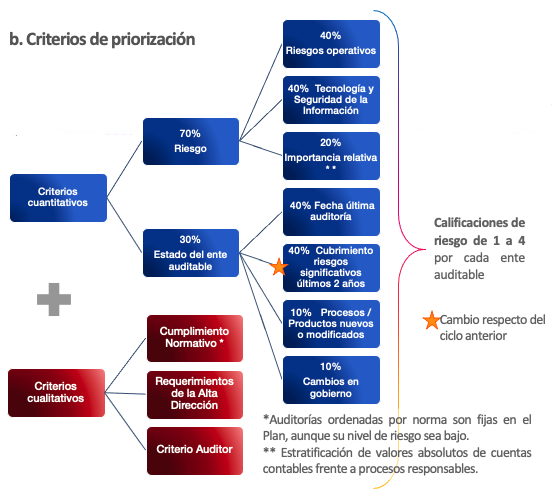 b. Criterios de priorización
40%
Riesgos operativos
40% Tecnología y
Seguridad de la
Información
20%
Importancia relativa
* *
70%
Riesgo
Criterios
cuantitativos
30%
Estado del ente
auditable
40% Fecha última
auditoría
40% Cubrimiento
riesgos
significativos
últimos 2 años
10% Procesos /
Productos nuevos
o modificados
10%
Cambios en
gobierno
Calificaciones de
riesgo de 1 a 4
por cada ente
auditable
Cambio respecto del
ciclo anterior
Criterios
cualitativos
Cumplimiento
Normativo *
Requerimientos
de la Alta
Dirección
Criterio Auditor
*Auditorías ordenadas por norma son fijas en el
Plan, aunque su nivel de riesgo sea bajo.
** Estratificación de valores absolutos de cuentas
contables frente a procesos responsables.